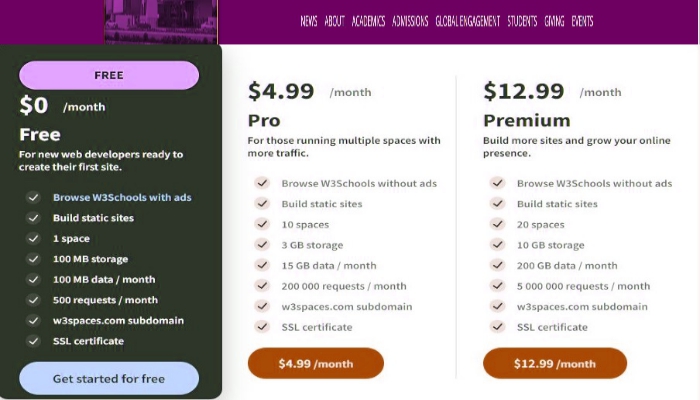 NEWS ABOUT ACADEMICS ADMISSIONS GLOBAL ENGAGEMENT STUDENTS GIVING EVENTS
FREE
$0 /month
Free
For new web developers ready to
create their first site.
Browse W3Schools with ads
Build static sites
1 space
100 MB storage
100 MB data / month
500 requests / month
w3spaces.com subdomain
SSL certificate
Get started for free
$4.99 /month
Pro
For those running multiple spaces with
more traffic.
Browse W3Schools without ads
Build static sites
10 spaces
3 GB storage
15 GB data / month
200 000 requests / month
w3spaces.com subdomain
SSL certificate
$4.99 /month
$12.99 /month
Premium
Build more sites and grow your online
presence.
Browse W3Schools without ads
Build static sites
20 spaces
10 GB storage
200 GB data / month
5 000 000 requests / month
w3spaces.com subdomain
SSL certificate
$12.99 /month